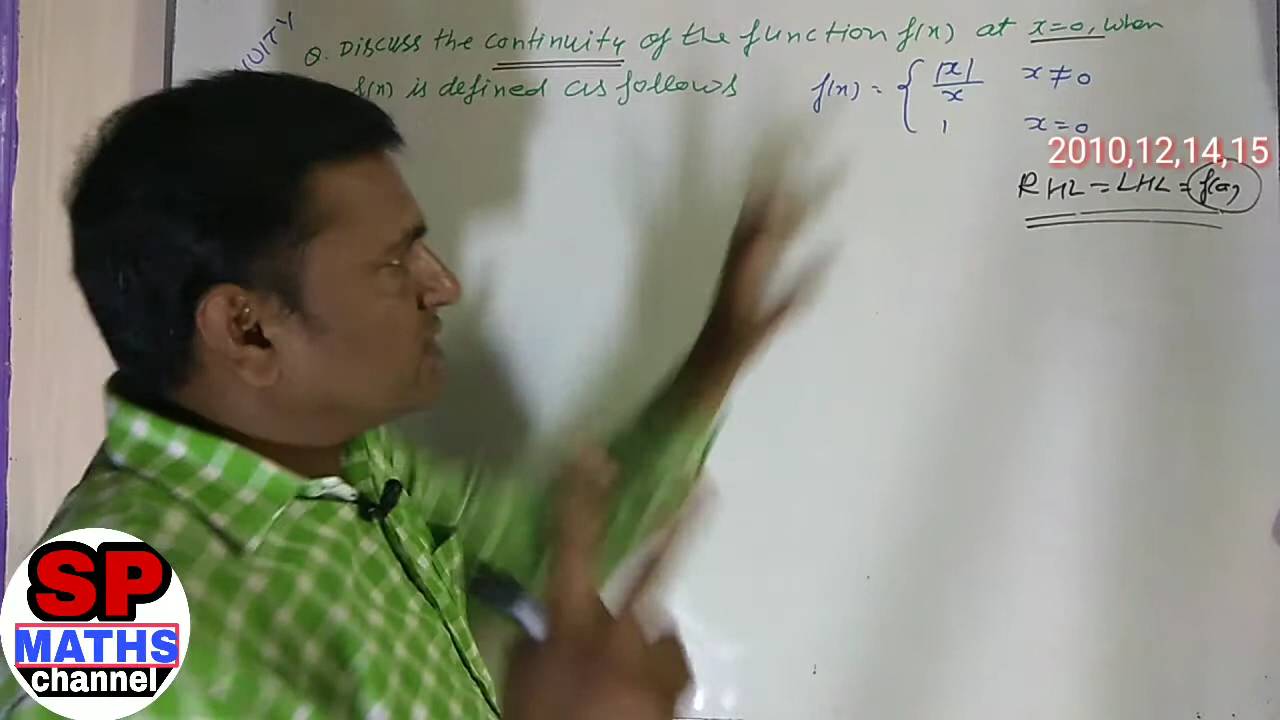 UITY
Q. Discuss the continuity of the function f(x) at x=0, when
f(x) is defined as follows f(x) = { |x|/x x ≠ 0
1 x = 0
2010,12,14,15
RHL = LHL = f(a)
SP
MATHS
channel